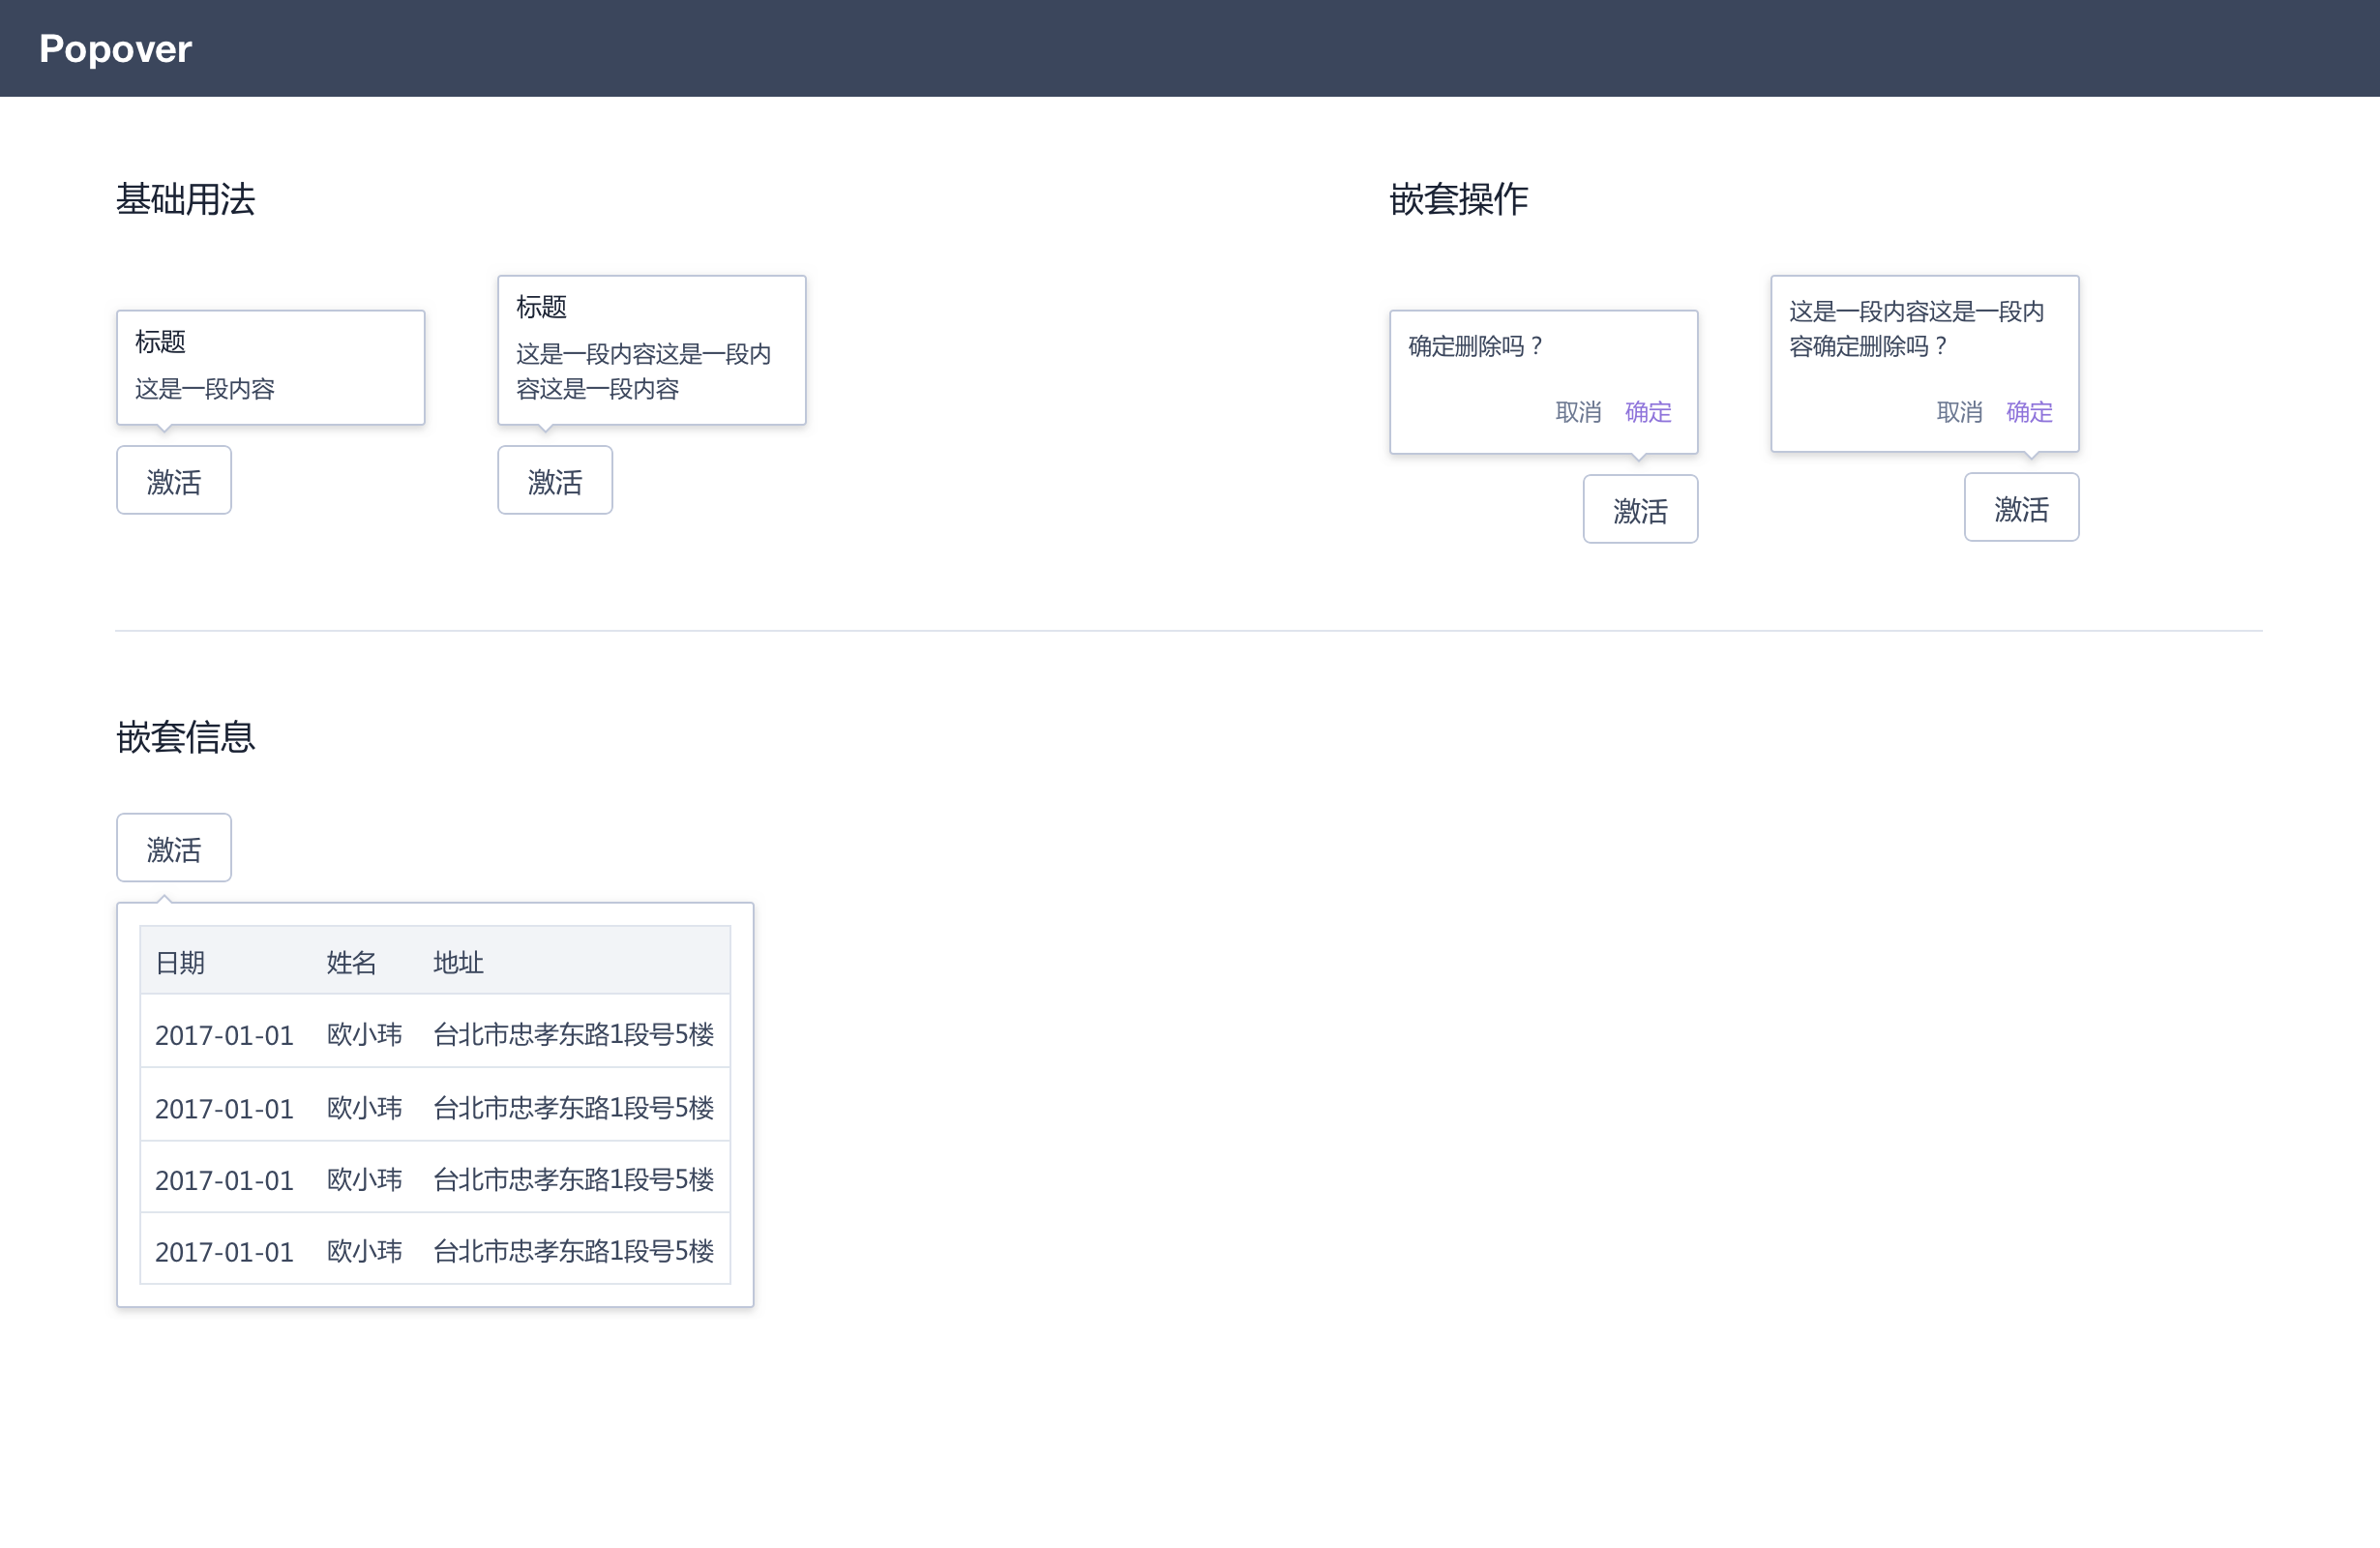 Popover
基础用法
标题
这是一段内容
激活
标题
这是一段内容这是一段内
容这是一段内容
激活
嵌套操作
确定删除吗？
取消 确定
激活
这是一段内容这是一段内
容确定删除吗？
取消 确定
激活
嵌套信息
激活
日期 姓名 地址
2017-01-01 欧小玮 台北市忠孝东路1段号5楼
2017-01-01 欧小玮 台北市忠孝东路1段号5楼
2017-01-01 欧小玮 台北市忠孝东路1段号5楼
2017-01-01 欧小玮 台北市忠孝东路1段号5楼